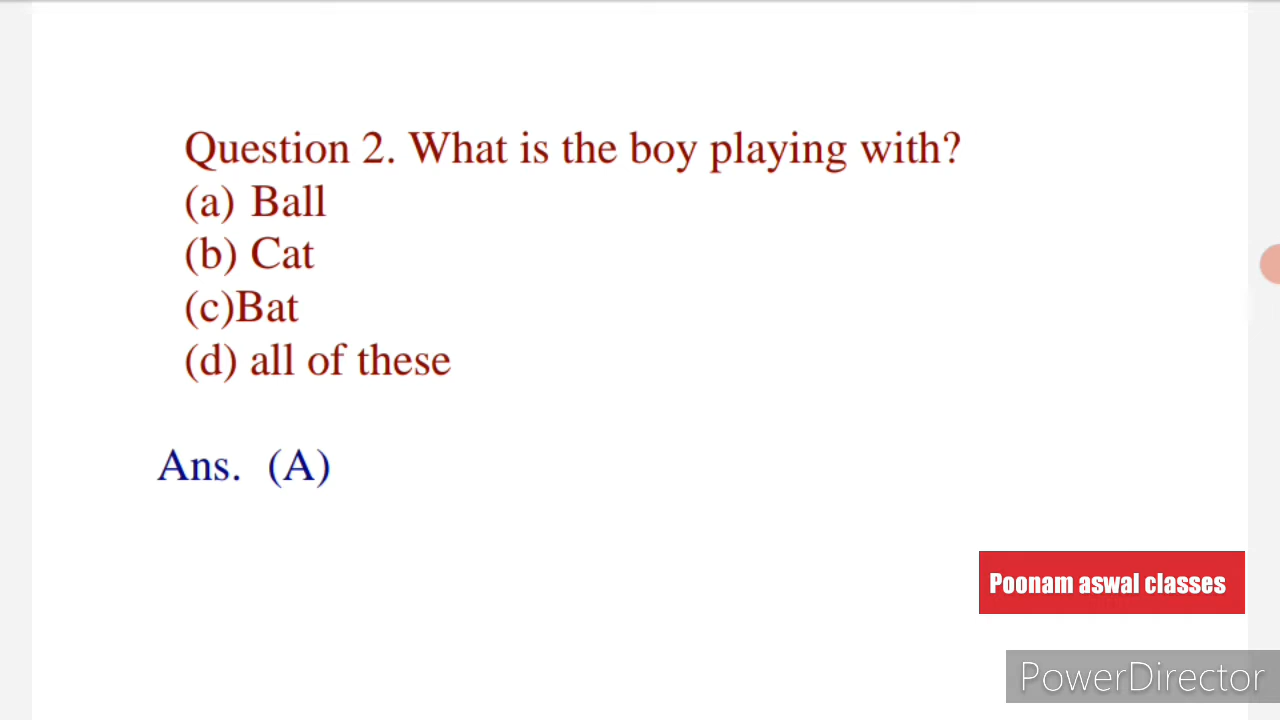 Question 2. What is the boy playing with?
(a) Ball
(b) Cat
(c)Bat
(d) all of these
Ans. (A)
Poonam aswal classes
PowerDirector